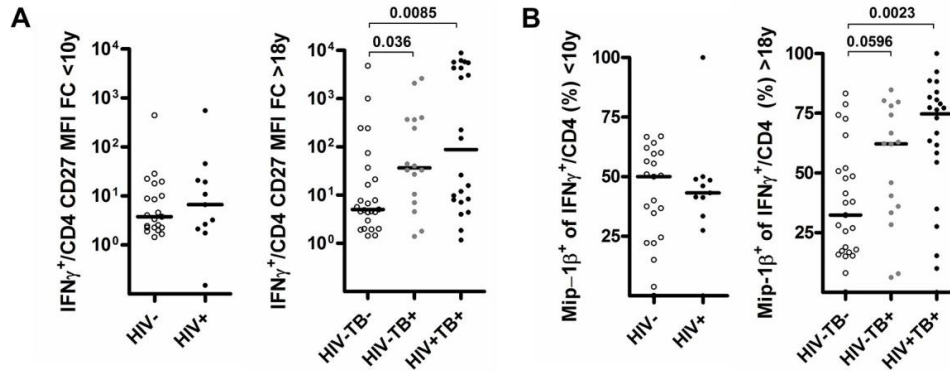 A
IFNγ+/CD4 CD27 MFI FC <10y
10⁴
10³
10²
10¹
10⁰
HIV-
HIV+
IFNγ+/CD4 CD27 MFI FC >18y
0.0085
0.036
10⁴
10³
10²
10¹
10⁰
HIV-TB-
HIV-TB+
HIV+TB+
B
Mip–1β⁺ of IFNγ⁺/CD4 (%) <10y
100
75
50
25
HIV-
HIV+
Mip-1β⁺ of IFNγ⁺/CD4 (%) >18y
0.0023
0.0596
100
75
50
25
HIV-TB-
HIV-TB+
HIV+TB+